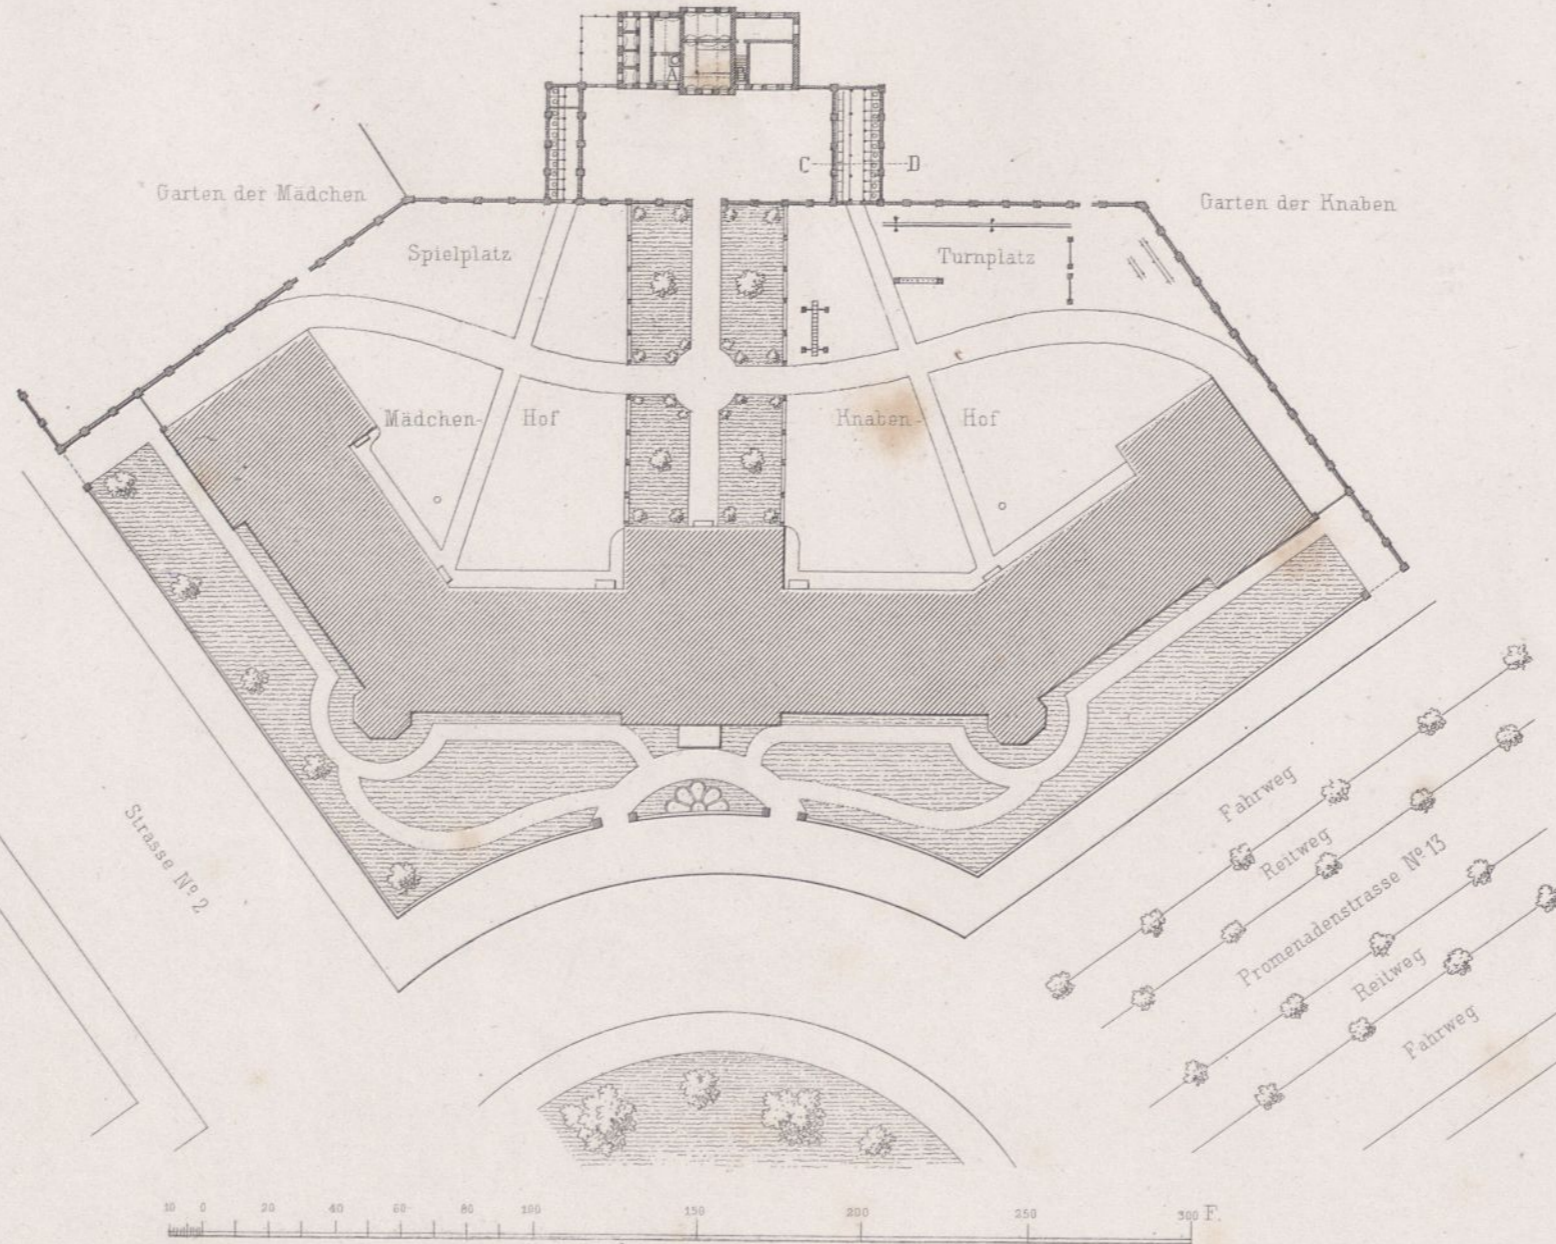 A
C D
Garten der Mädchen
Garten der Knaben
Spielplatz
Turnplatz
Mädchen- Hof
Knaben- Hof
Strasse Nº 2
Fahrweg
Reitweg
Promenadenstrasse Nº 13
Reitweg
Fahrweg
10 0 20 40 60 80 100 150 200 250 300 F.